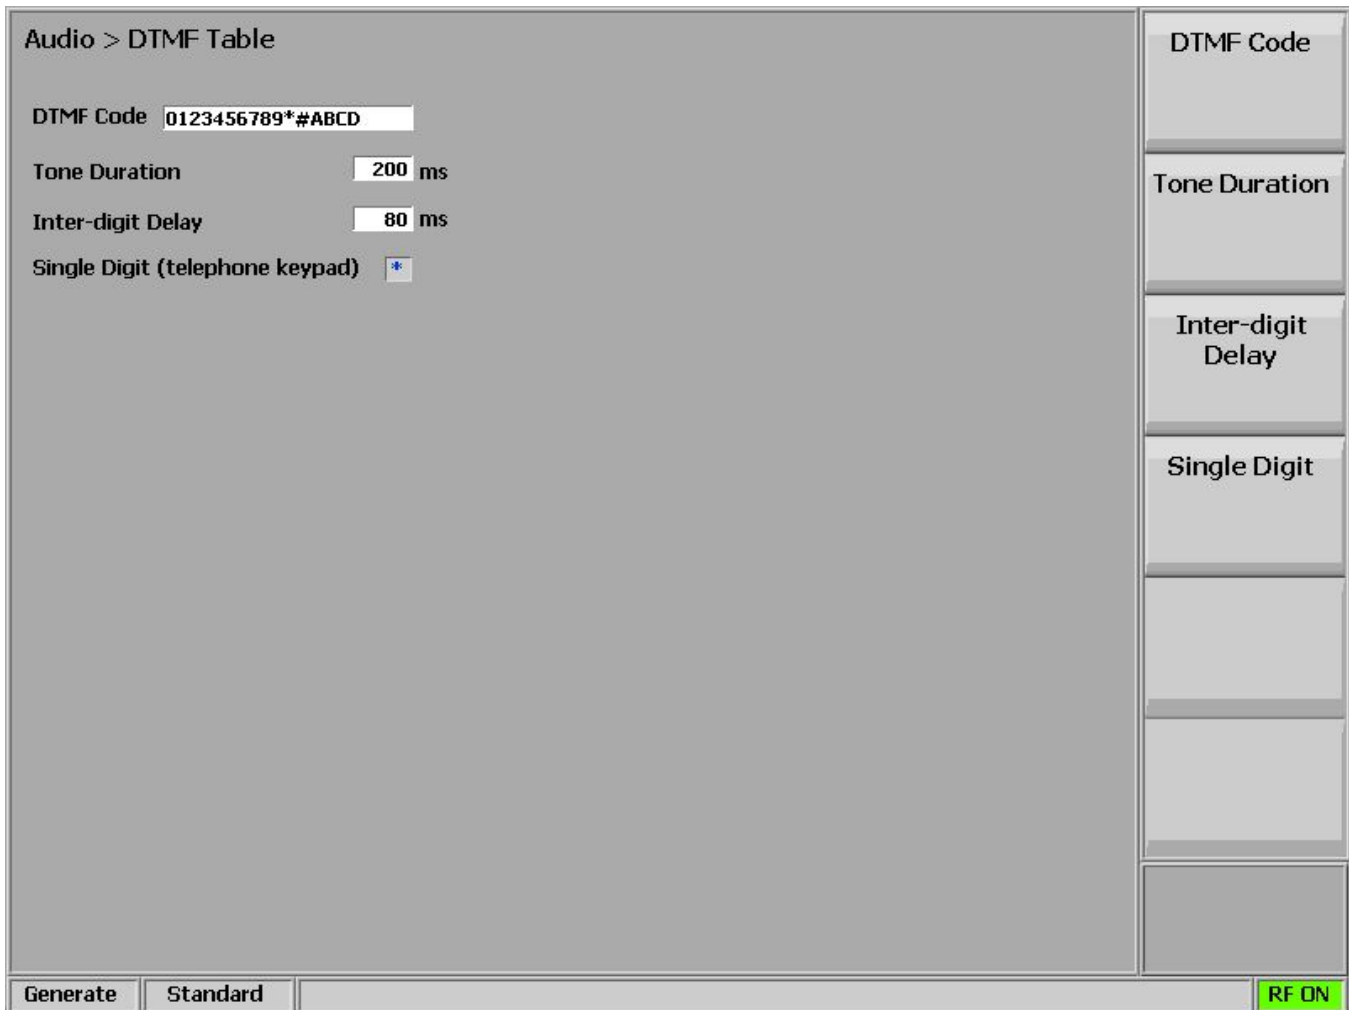 Audio > DTMF Table
DTMF Code 0123456789*#ABCD
Tone Duration 200 ms
Inter-digit Delay 80 ms
Single Digit (telephone keypad) *
DTMF Code
Tone Duration
Inter-digit
Delay
Single Digit
Generate Standard RF ON